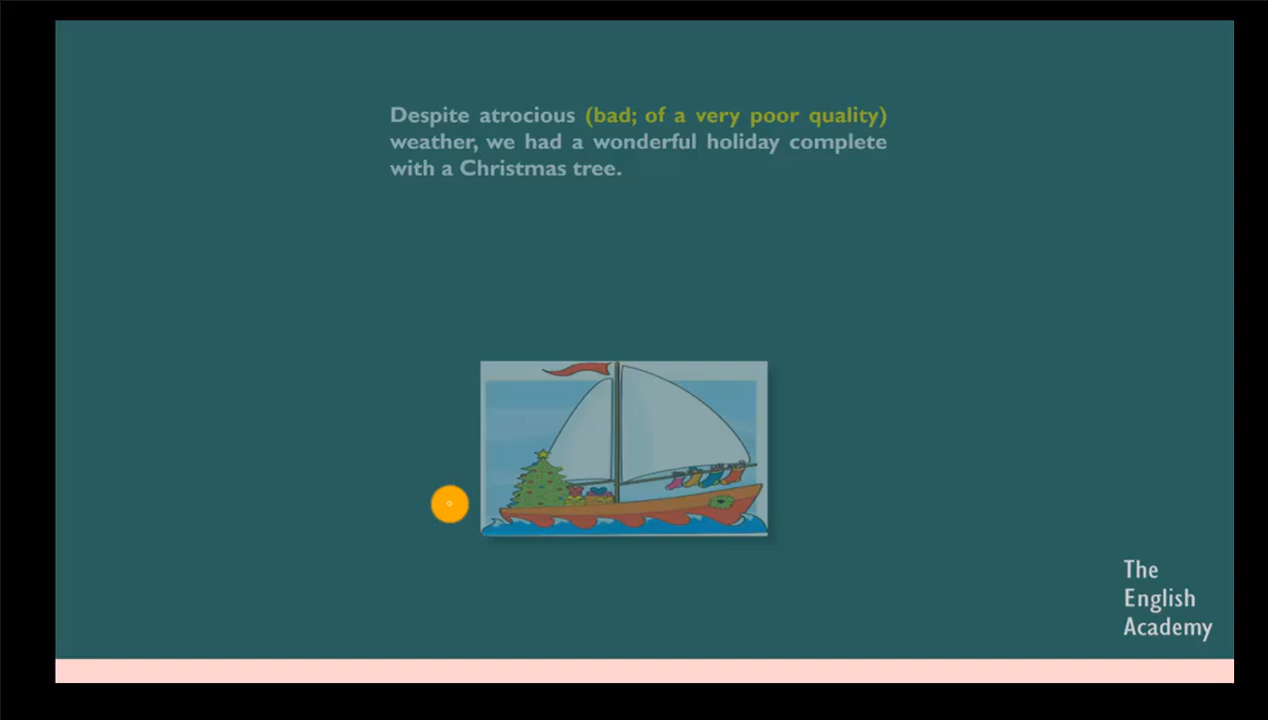 Despite atrocious (bad; of a very poor quality)
weather, we had a wonderful holiday complete
with a Christmas tree.
The
English
Academy